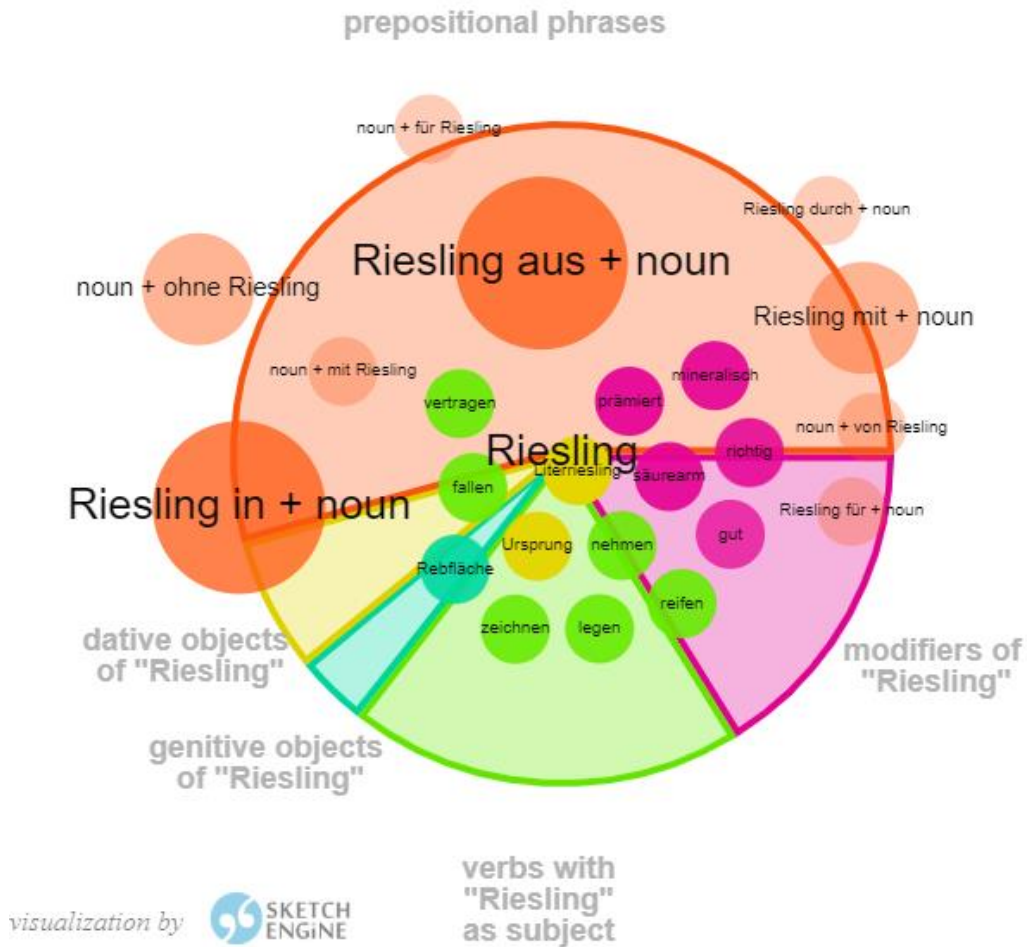 prepositional phrases
noun + für Riesling
Riesling durch + noun
Riesling aus + noun
noun + ohne Riesling
Riesling mit + noun
noun + mit Riesling
mineralisch
vertragen
prämiert
noun + von Riesling
Riesling
richtig
Literriesling
säurearm
fallen
Riesling in + noun
Riesling für + noun
gut
Ursprung
nehmen
Rebfläche
reifen
zeichnen
legen
dative objects
of "Riesling"
modifiers of
"Riesling"
genitive objects
of "Riesling"
verbs with
"Riesling"
as subject
visualization by
SKETCH
ENGINE